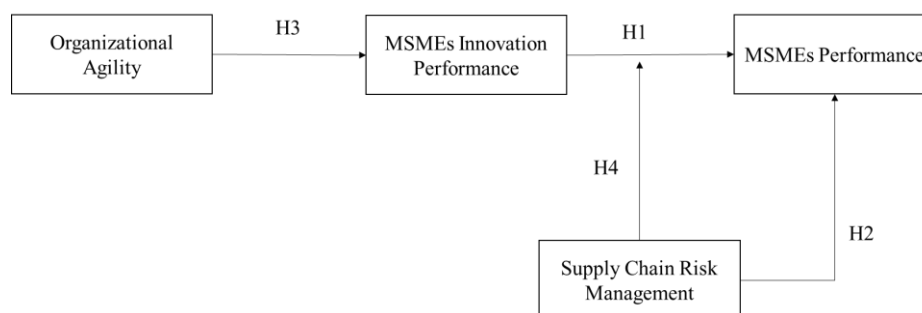 Organizational
Agility
H3
MSMEs Innovation
Performance
H1
MSMEs Performance
H4
H2
Supply Chain Risk
Management